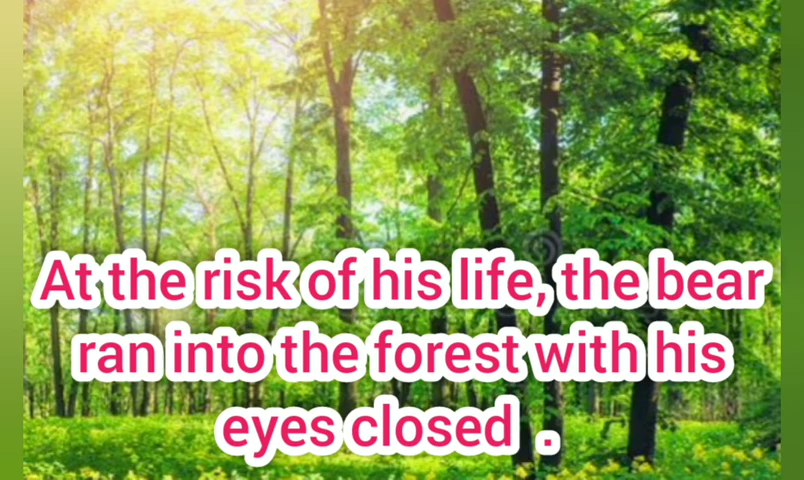 At the risk of his life, the bear
ran into the forest with his
eyes closed .